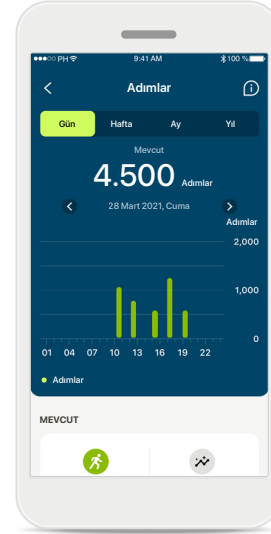 PH 9:41 AM 100 %
Adımlar
Gün Hafta Ay Yıl
Mevcut
4.500 Adımlar
28 Mart 2021, Cuma
Adımlar
2,000
1,000
0
01 04 07 10 13 16 19 22
Adımlar
MEVCUT